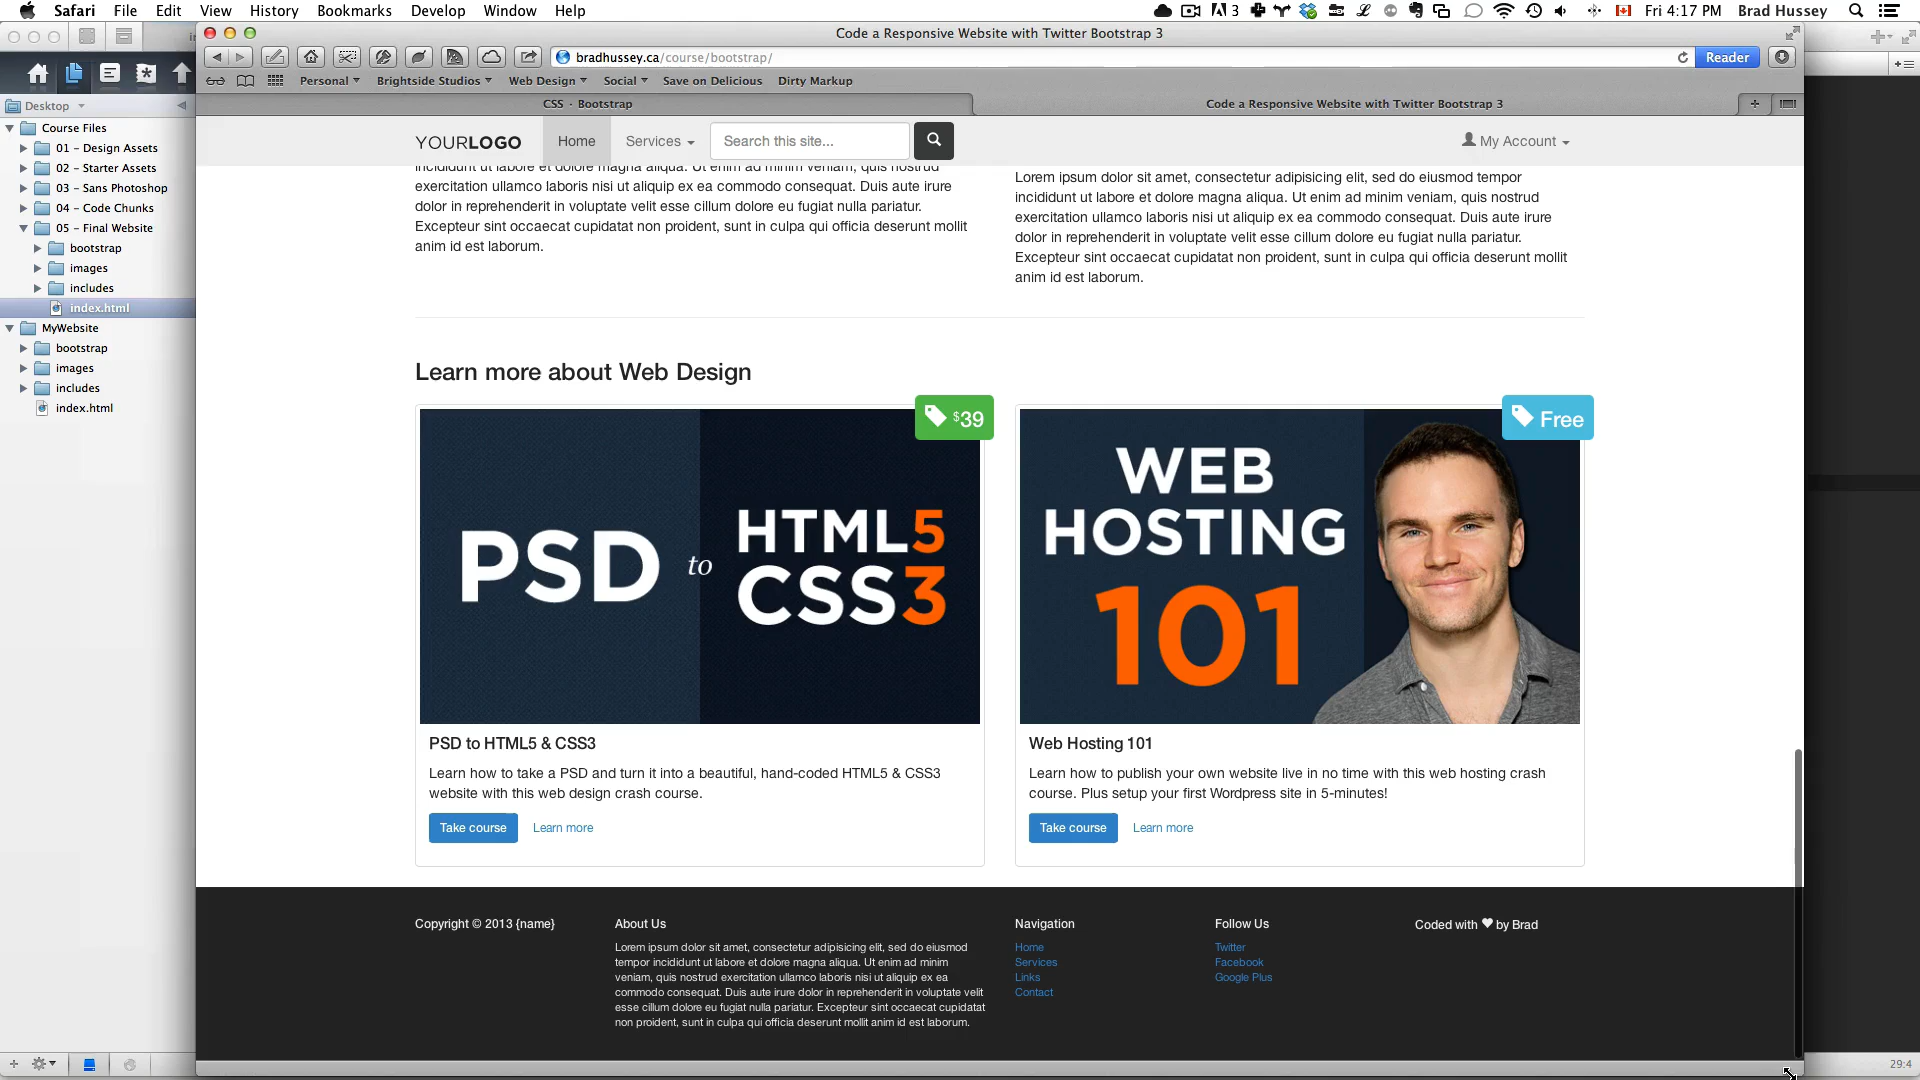 Safari File Edit View History Bookmarks Develop Window Help
3 Fri 4:17 PM Brad Hussey
Code a Responsive Website with Twitter Bootstrap 3
bradhussey.ca/course/bootstrap/
Reader
Personal Brightside Studios Web Design Social Save on Delicious Dirty Markup
CSS · Bootstrap
Code a Responsive Website with Twitter Bootstrap 3
Desktop
Course Files
01 – Design Assets
02 – Starter Assets
03 – Sans Photoshop
04 – Code Chunks
05 – Final Website
bootstrap
images
includes
index.html
MyWebsite
bootstrap
images
includes
index.html
YOURLOGO Home Services Search this site... My Account
incididunt ut labore et dolore magna aliqua. Ut enim ad minim veniam, quis nostrud
exercitation ullamco laboris nisi ut aliquip ex ea commodo consequat. Duis aute irure
dolor in reprehenderit in voluptate velit esse cillum dolore eu fugiat nulla pariatur.
Excepteur sint occaecat cupidatat non proident, sunt in culpa qui officia deserunt mollit
anim id est laborum.
Lorem ipsum dolor sit amet, consectetur adipisicing elit, sed do eiusmod tempor
incididunt ut labore et dolore magna aliqua. Ut enim ad minim veniam, quis nostrud
exercitation ullamco laboris nisi ut aliquip ex ea commodo consequat. Duis aute irure
dolor in reprehenderit in voluptate velit esse cillum dolore eu fugiat nulla pariatur.
Excepteur sint occaecat cupidatat non proident, sunt in culpa qui officia deserunt mollit
anim id est laborum.
Learn more about Web Design
$39
PSD to HTML5
CSS3
PSD to HTML5 & CSS3
Learn how to take a PSD and turn it into a beautiful, hand-coded HTML5 & CSS3
website with this web design crash course.
Take course Learn more
Free
WEB
HOSTING
101
Web Hosting 101
Learn how to publish your own website live in no time with this web hosting crash
course. Plus setup your first Wordpress site in 5-minutes!
Take course Learn more
Copyright © 2013 {name}
About Us
Lorem ipsum dolor sit amet, consectetur adipisicing elit, sed do eiusmod
tempor incididunt ut labore et dolore magna aliqua. Ut enim ad minim
veniam, quis nostrud exercitation ullamco laboris nisi ut aliquip ex ea
commodo consequat. Duis aute irure dolor in reprehenderit in voluptate velit
esse cillum dolore eu fugiat nulla pariatur. Excepteur sint occaecat cupidatat
non proident, sunt in culpa qui officia deserunt mollit anim id est laborum.
Navigation
Home
Services
Links
Contact
Follow Us
Twitter
Facebook
Google Plus
Coded with ♥ by Brad
29:4